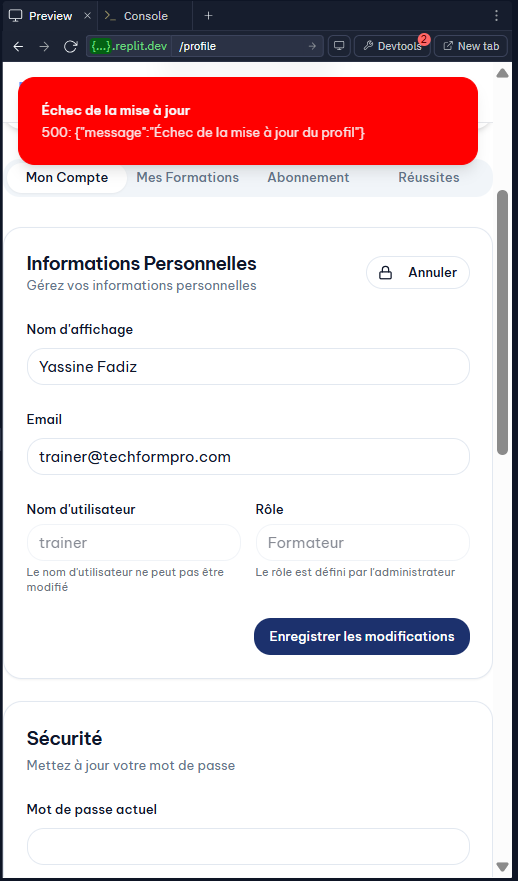 Preview
Console
{...}.replit.dev
/profile
Devtools
2
New tab
Échec de la mise à jour
500: {"message":"Échec de la mise à jour du profil"}
Mon Compte
Mes Formations
Abonnement
Réussites
Informations Personnelles
Gérez vos informations personnelles
Annuler
Nom d'affichage
Yassine Fadiz
Email
trainer@techformpro.com
Nom d'utilisateur
trainer
Le nom d'utilisateur ne peut pas être
modifié
Rôle
Formateur
Le rôle est défini par l'administrateur
Enregistrer les modifications
Sécurité
Mettez à jour votre mot de passe
Mot de passe actuel